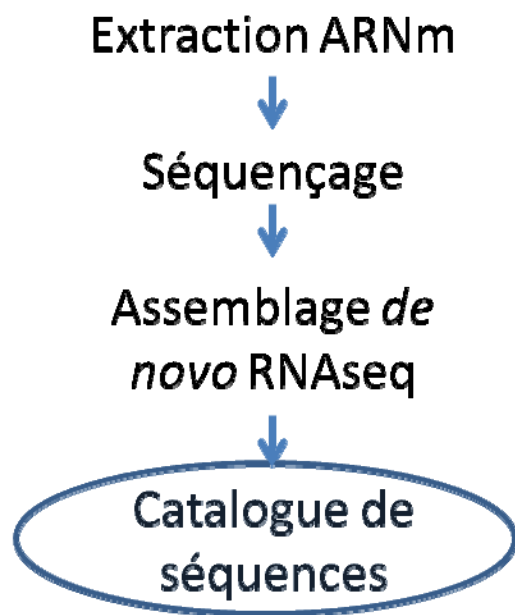 Extraction ARNm
Séquençage
Assemblage de
novo RNAseq
Catalogue de
séquences